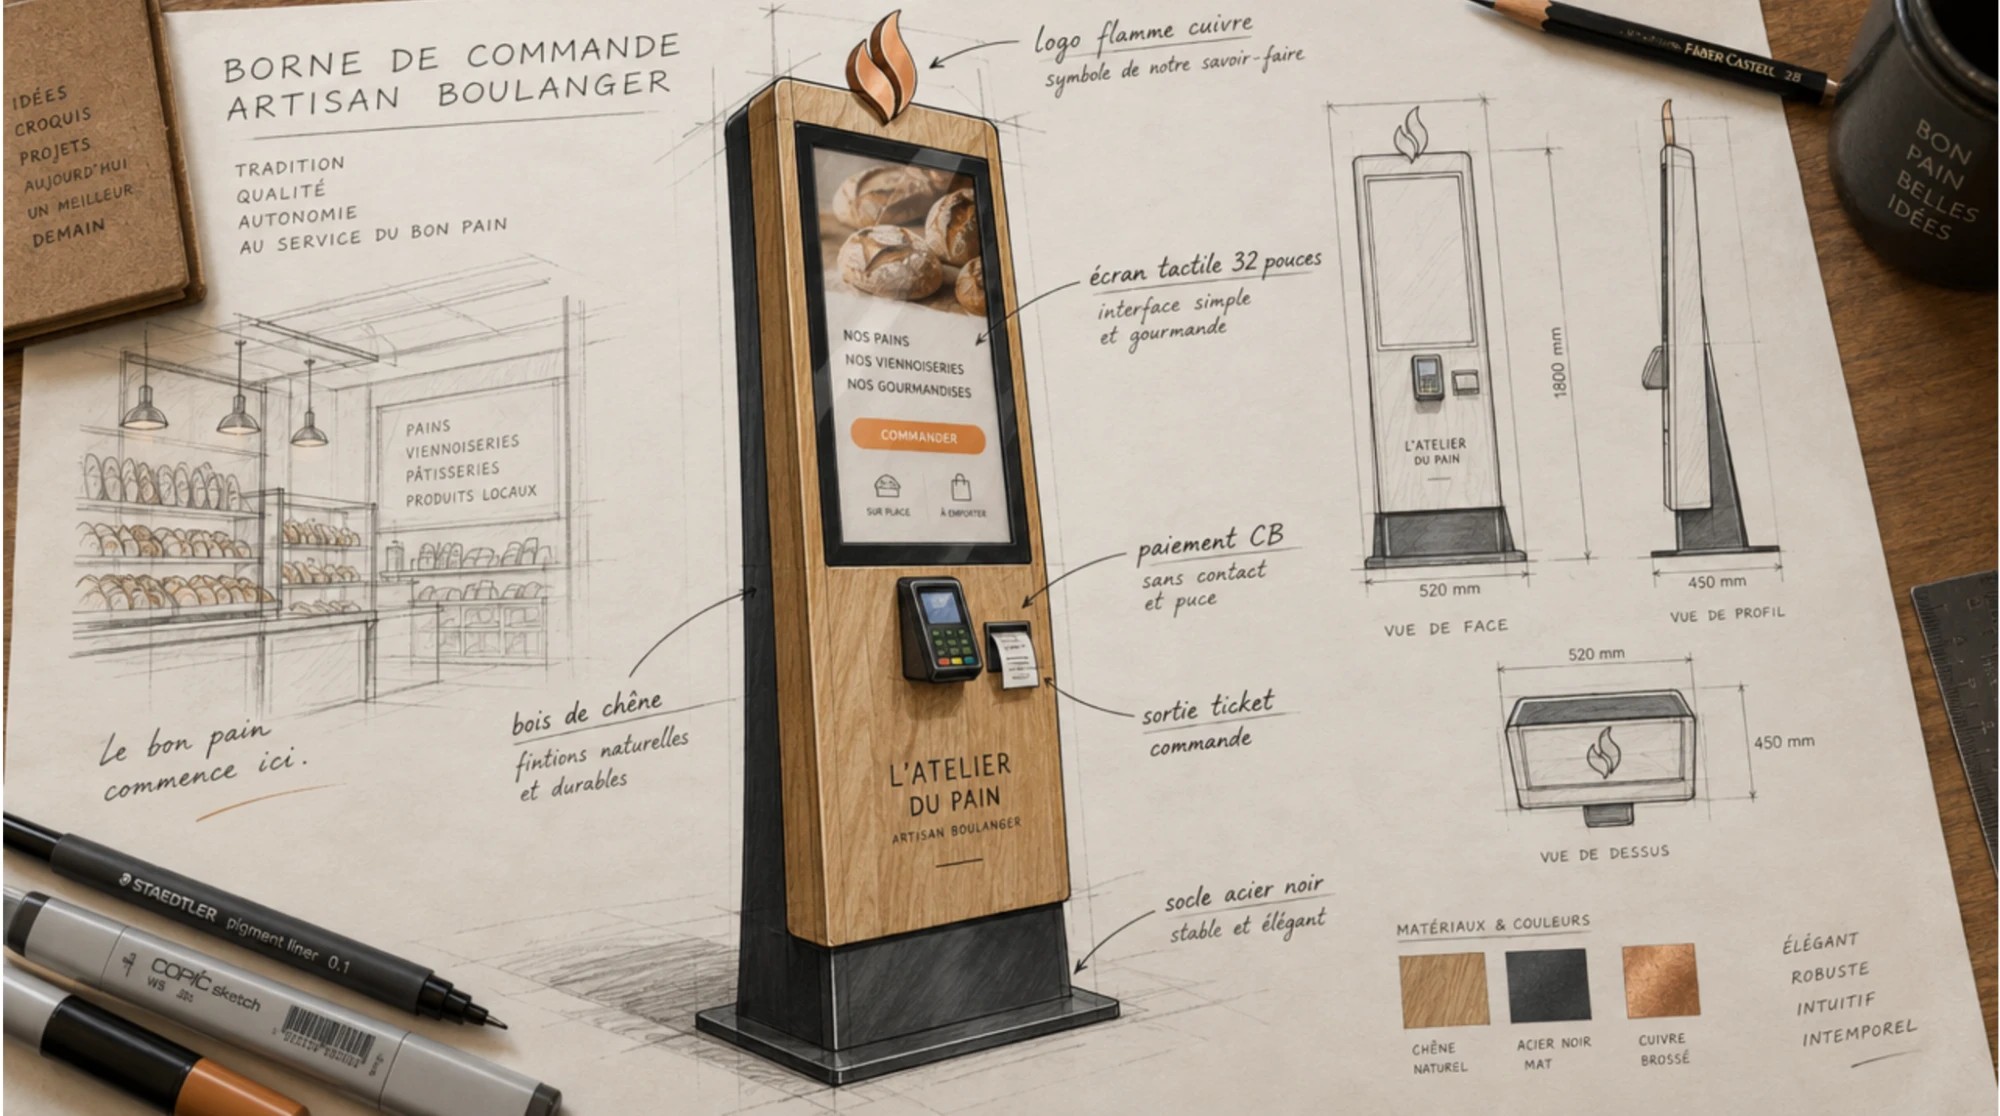 IDÉES
CROQUIS
PROJETS
AUJOURD'HUI
UN MEILLEUR
DEMAIN
BORNE DE COMMANDE
ARTISAN BOULANGER
TRADITION
QUALITÉ
AUTONOMIE
AU SERVICE DU BON PAIN
PAINS
VIENNOISERIES
PÂTISSERIES
PRODUITS LOCAUX
Le bon pain
commence ici.
logo flamme cuivre
symbole de notre savoir-faire
écran tactile 32 pouces
interface simple
et gourmande
paiement CB
sans contact
et puce
sortie ticket
commande
socle acier noir
stable et élégant
bois de chêne
fintions naturelles
et durables
NOS PAINS
NOS VIENNOISERIES
NOS GOURMANDISES
COMMANDER
SUR PLACE
À EMPORTER
L'ATELIER
DU PAIN
ARTISAN BOULANGER
L'ATELIER
DU PAIN
1800 mm
520 mm
VUE DE FACE
450 mm
VUE DE PROFIL
520 mm
450 mm
VUE DE DESSUS
MATÉRIAUX & COULEURS
CHÊNE
NATUREL
ACIER NOIR
MAT
CUIVRE
BROSSÉ
ÉLÉGANT
ROBUSTE
INTUITIF
INTEMPOREL
FABER CASTELL 2B
BON
PAIN
BELLES
IDÉES
STAEDTLER pigment liner 0.1
COPIC sketch
W5